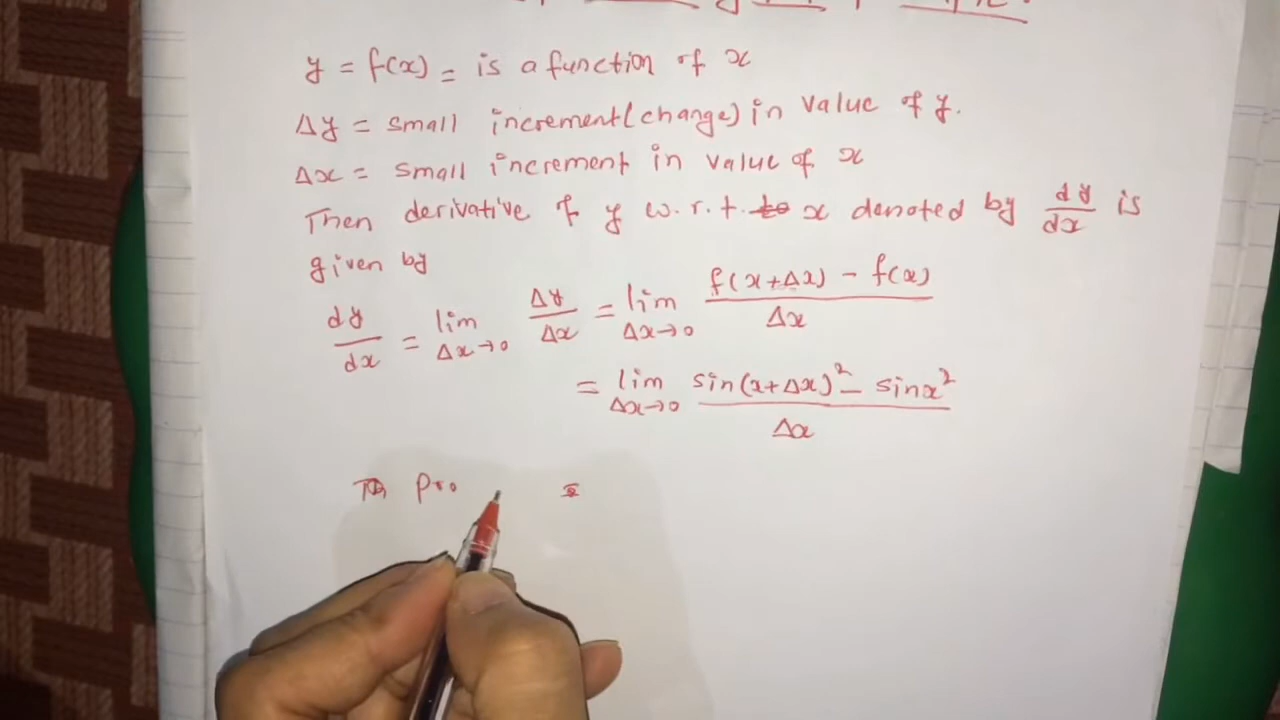 y = f(x) = is a function of x
Δy = small increment(change) in value of y.
Δx = small increment in value of x
Then derivative of y w.r.t. to x denoted by dy/dx is
given by
dy/dx = lim Δx→0 Δy/Δx = lim Δx→0 f(x+Δx) - f(x)/Δx
= lim Δx→0 sin(x+Δx)² - sinx²/Δx
Pro